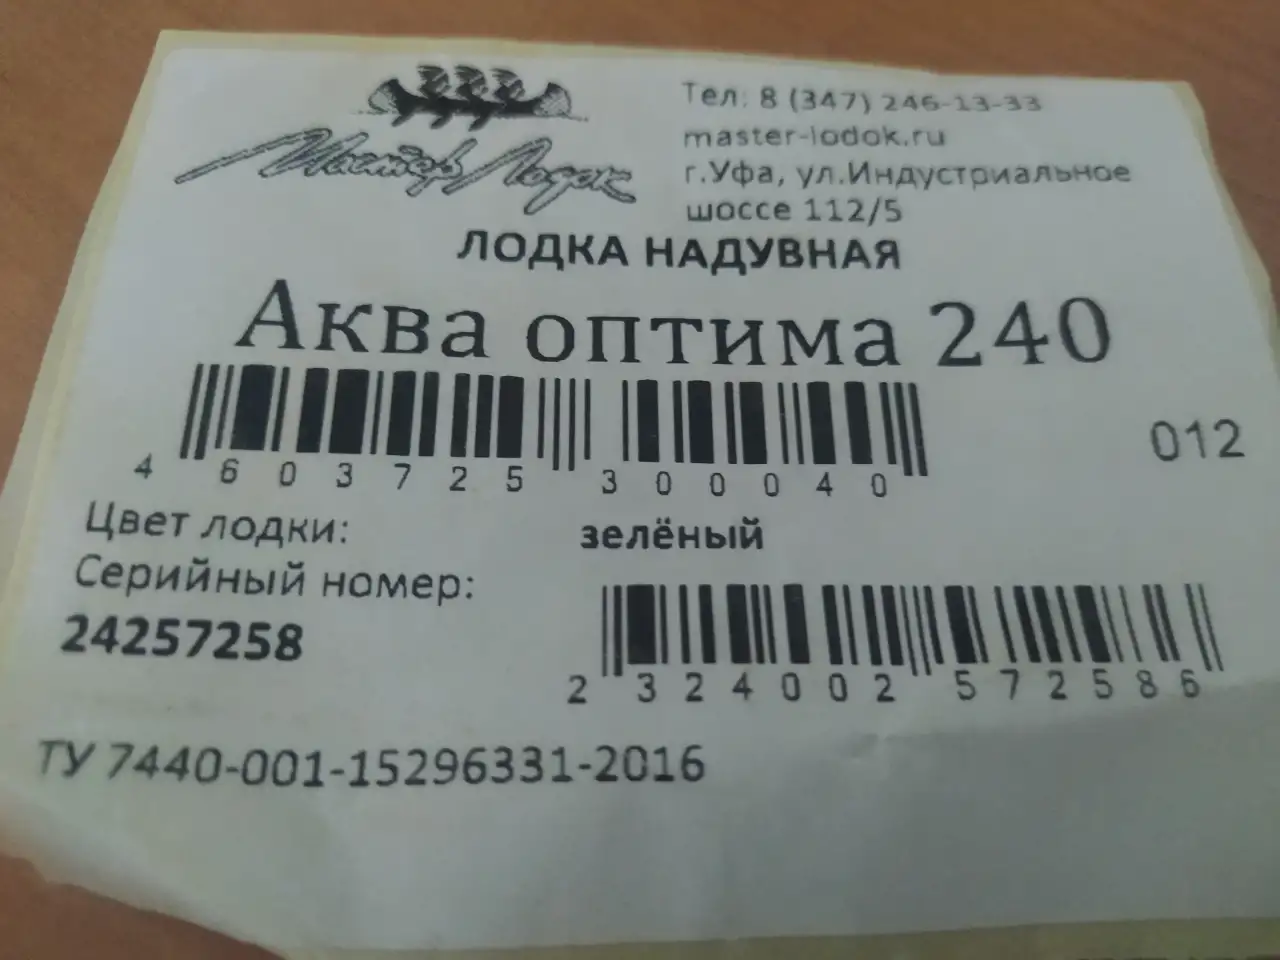 Мастер Лодок
Тел: 8 (347) 246-13-33
master-lodok.ru
г.Уфа, ул.Индустриальное
шоссе 112/5
ЛОДКА НАДУВНАЯ
Аква оптима 240
4 603725 300040
012
Цвет лодки: зелёный
Серийный номер:
24257258
2 324002 572586
ТУ 7440-001-15296331-2016